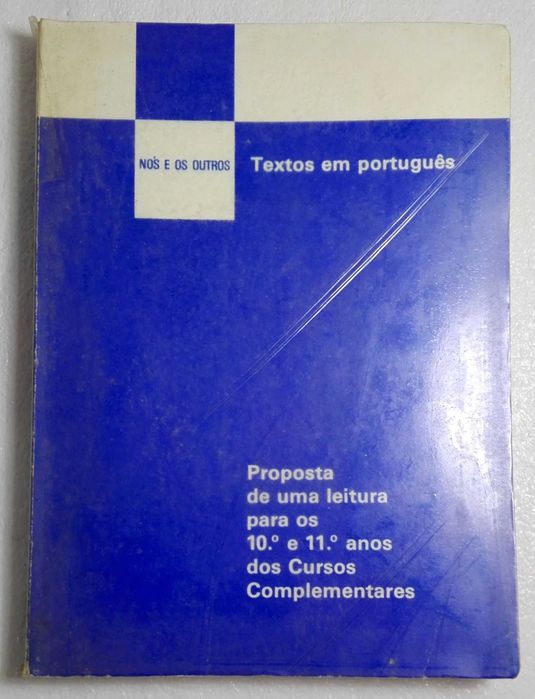 NÓS E OS OUTROS
Textos em português
Proposta
de uma leitura
para os
10.º e 11.º anos
dos Cursos
Complementares